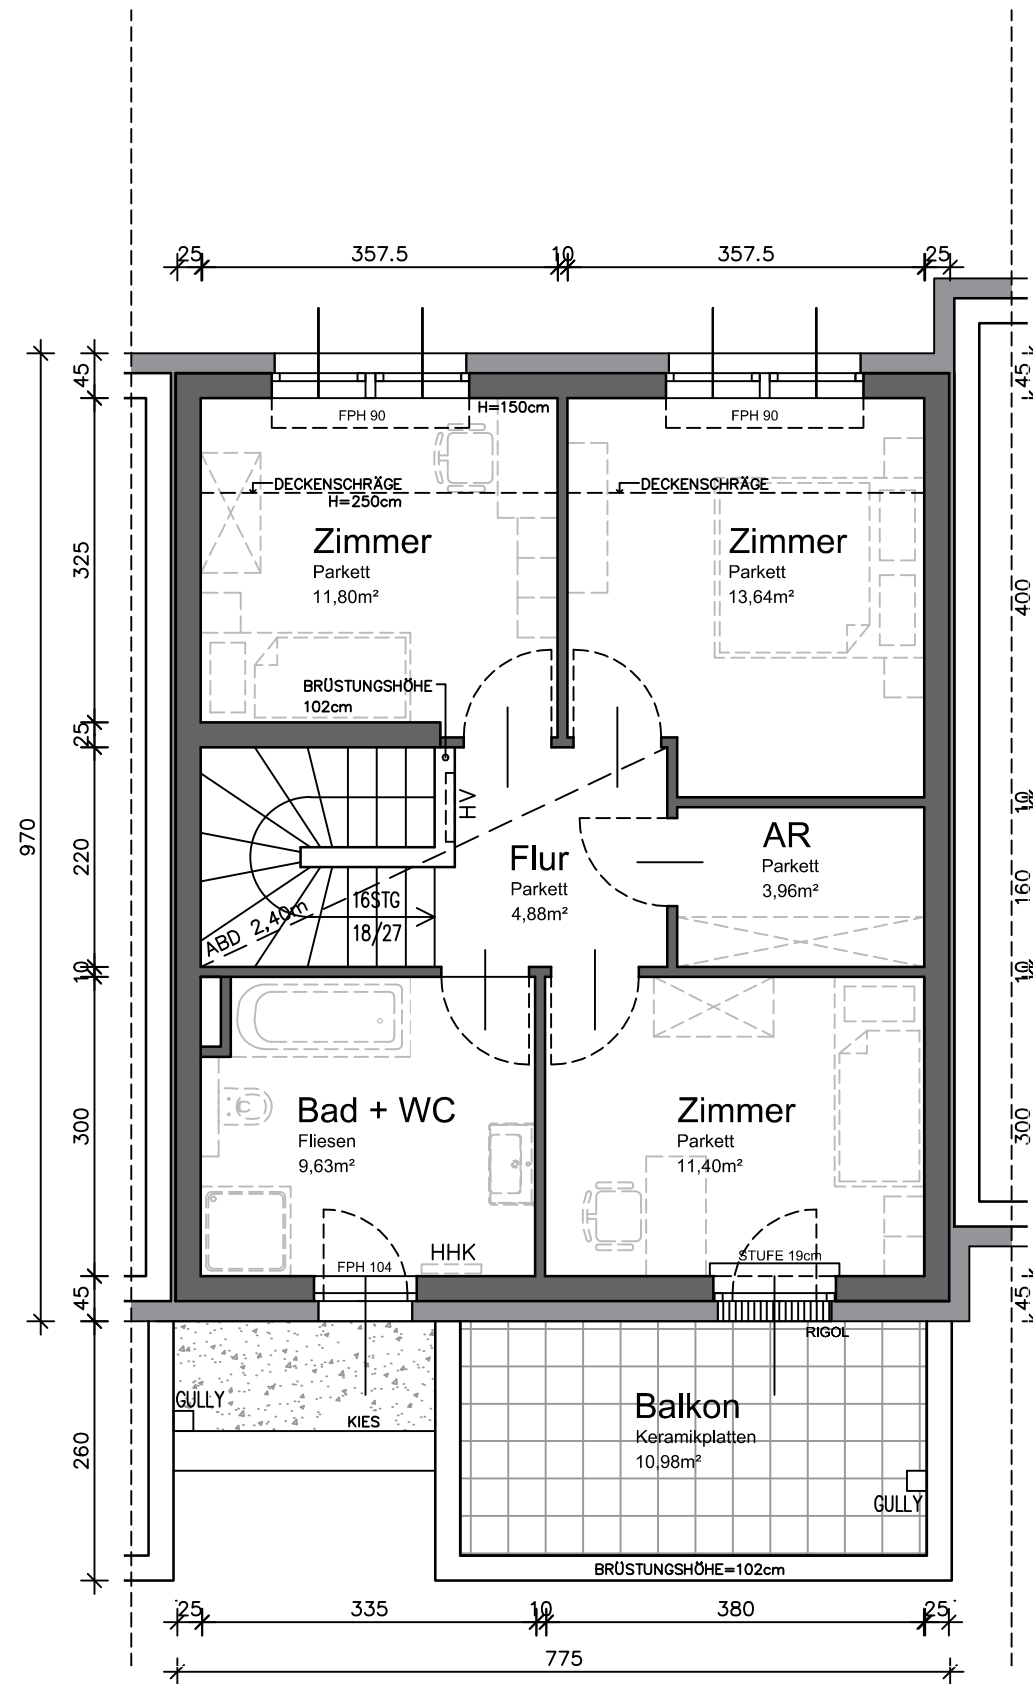 25
357.5
10
357.5
25
45
45
FPH 90
H=150cm
FPH 90
DECKENSCHRÄGE
H=250cm
DECKENSCHRÄGE
Zimmer
Parkett
11,80m²
Zimmer
Parkett
13,64m²
325
400
BRÜSTUNGSHÖHE
102cm
25
HV
10
970
220
Flur
Parkett
4,88m²
AR
Parkett
3,96m²
160
16STG
18/27
ABD 2,40m
10
10
Bad + WC
Fliesen
9,63m²
Zimmer
Parkett
11,40m²
300
300
HHK
FPH 104
STUFE 19cm
45
45
RIGOL
GULLY
KIES
Balkon
Keramikplatten
10,98m²
260
GULLY
BRÜSTUNGSHÖHE=102cm
25
335
10
380
25
775